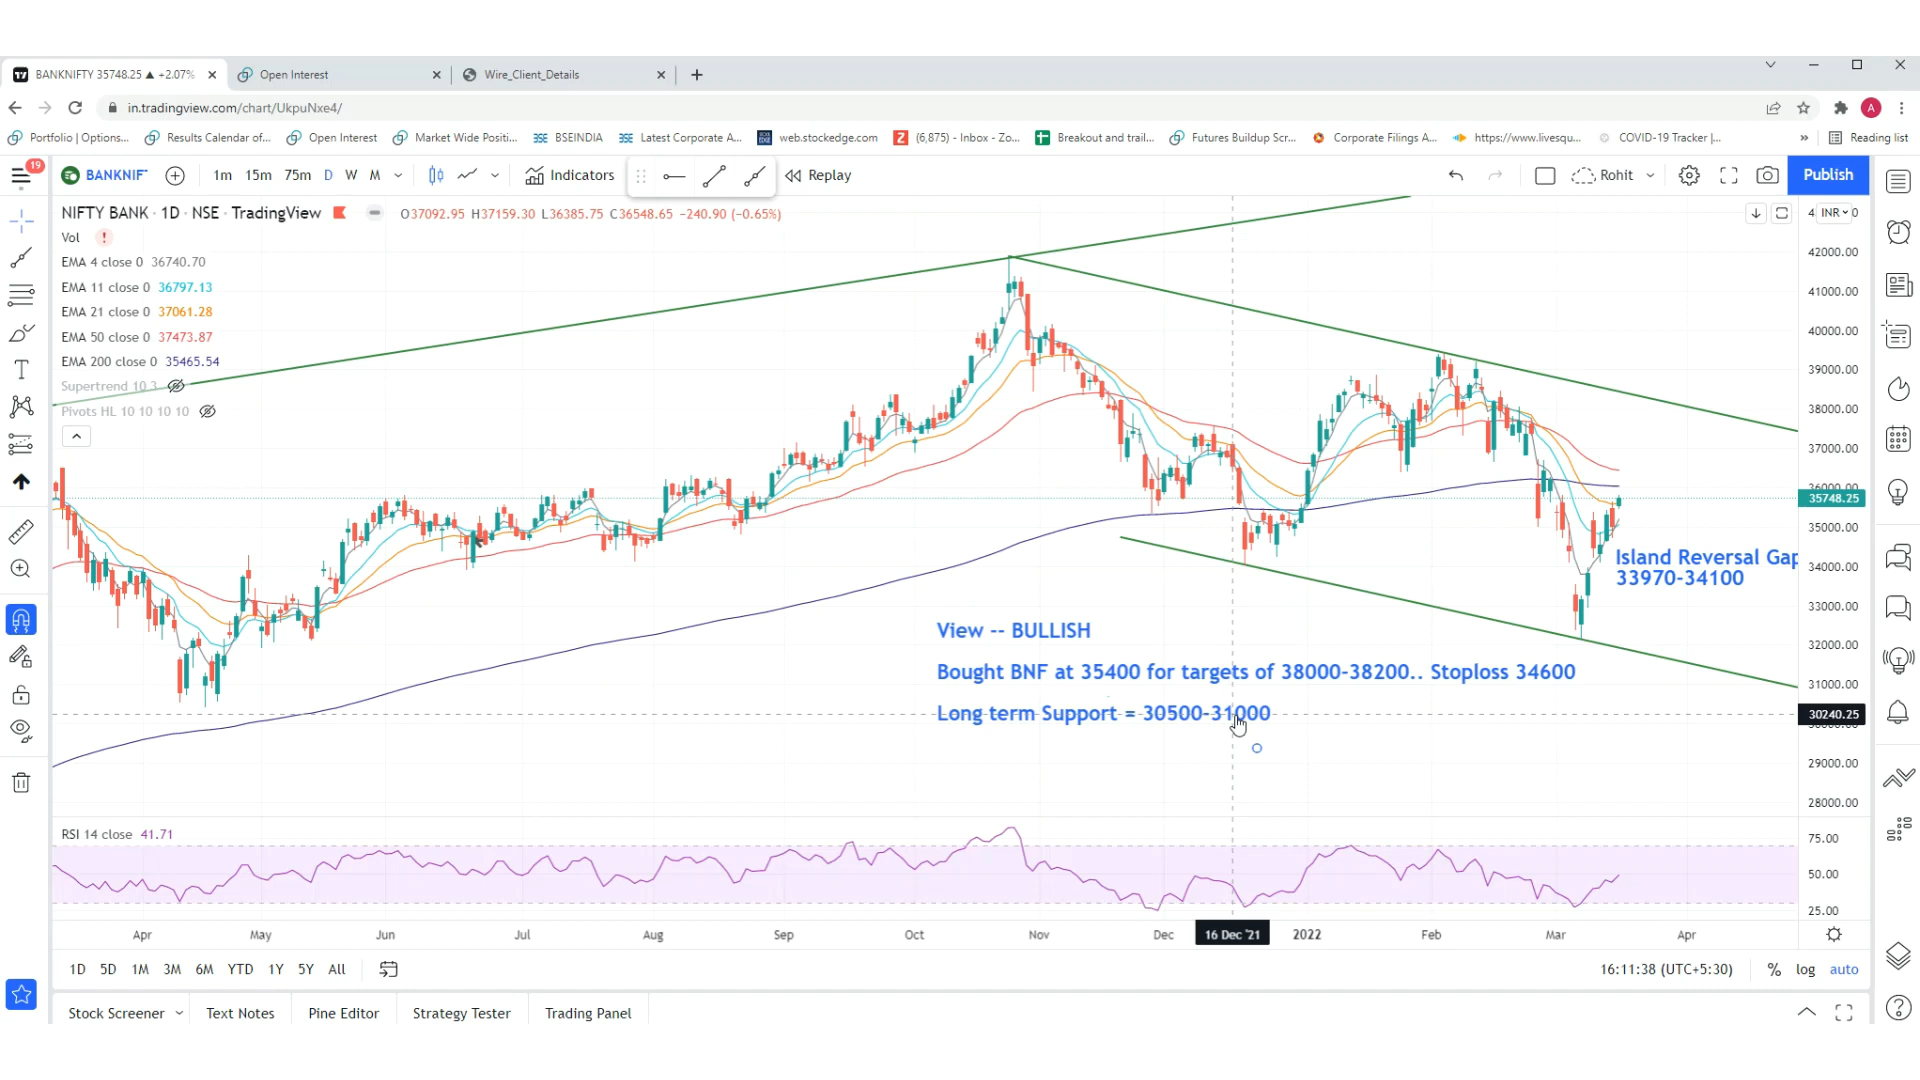 BANKNIFTY 35748.25 ▲ +2.07%
Open Interest
Wire_Client_Details
in.tradingview.com/chart/UkpuNxe4/
A
Portfolio | Options...
Results Calendar of...
Open Interest
Market Wide Positi...
BSEINDIA
Latest Corporate A...
web.stockedge.com
(6,875) - Inbox - Zo...
Breakout and trail...
Futures Buildup Scr...
Corporate Filings A...
https://www.livesqu...
COVID-19 Tracker |...
»
Reading list
19
BANKNIF
1m
15m
75m
D
W
M
Indicators
Replay
Rohit
Publish
NIFTY BANK · 1D · NSE · TradingView
O37092.95 H37159.30 L36385.75 C36548.65 −240.90 (−0.65%)
INR
Vol
EMA 4 close 0 36740.70
EMA 11 close 0 36797.13
EMA 21 close 0 37061.28
EMA 50 close 0 37473.87
EMA 200 close 0 35465.54
Supertrend 10 3
Pivots HL 10 10 10 10
42000.00
41000.00
40000.00
39000.00
38000.00
37000.00
36000.00
35748.25
35000.00
34000.00
33000.00
32000.00
31000.00
30240.25
30000.00
29000.00
28000.00
Island Reversal Gap
33970-34100
View -- BULLISH
Bought BNF at 35400 for targets of 38000-38200.. Stoploss 34600
Long term Support = 30500-31000
RSI 14 close 41.71
75.00
50.00
25.00
Apr
May
Jun
Jul
Aug
Sep
Oct
Nov
Dec
16 Dec '21
2022
Feb
Mar
Apr
1D
5D
1M
3M
6M
YTD
1Y
5Y
All
16:11:38 (UTC+5:30)
%
log
auto
Stock Screener
Text Notes
Pine Editor
Strategy Tester
Trading Panel